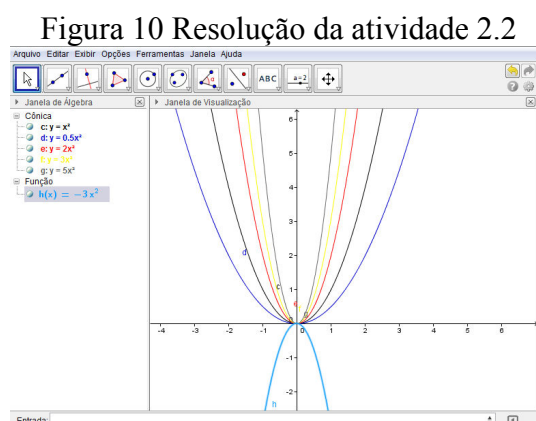 Figura 10 Resolução da atividade 2.2
Arquivo Editar Exibir Opções Ferramentas Janela Ajuda
ABC
a=2
Janela de Álgebra
Janela de Visualização
Cônica
c: y = x²
d: y = 0.5x²
e: y = 2x²
f: y = 3x²
g: y = 5x²
Função
h(x) = −3 x²
6
5
4
3
2
1
0
-1
-2
-4 -3 -2 -1 0 1 2 3 4 5 6
d
c
e
g
h
Entrada: